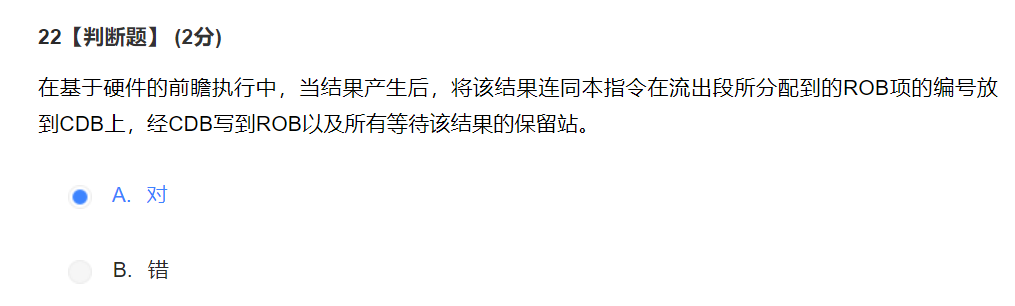 22【判断题】 (2分)
在基于硬件的前瞻执行中，当结果产生后，将该结果连同本指令在流出段所分配到的ROB项的编号放
到CDB上，经CDB写到ROB以及所有等待该结果的保留站。
A. 对
B. 错